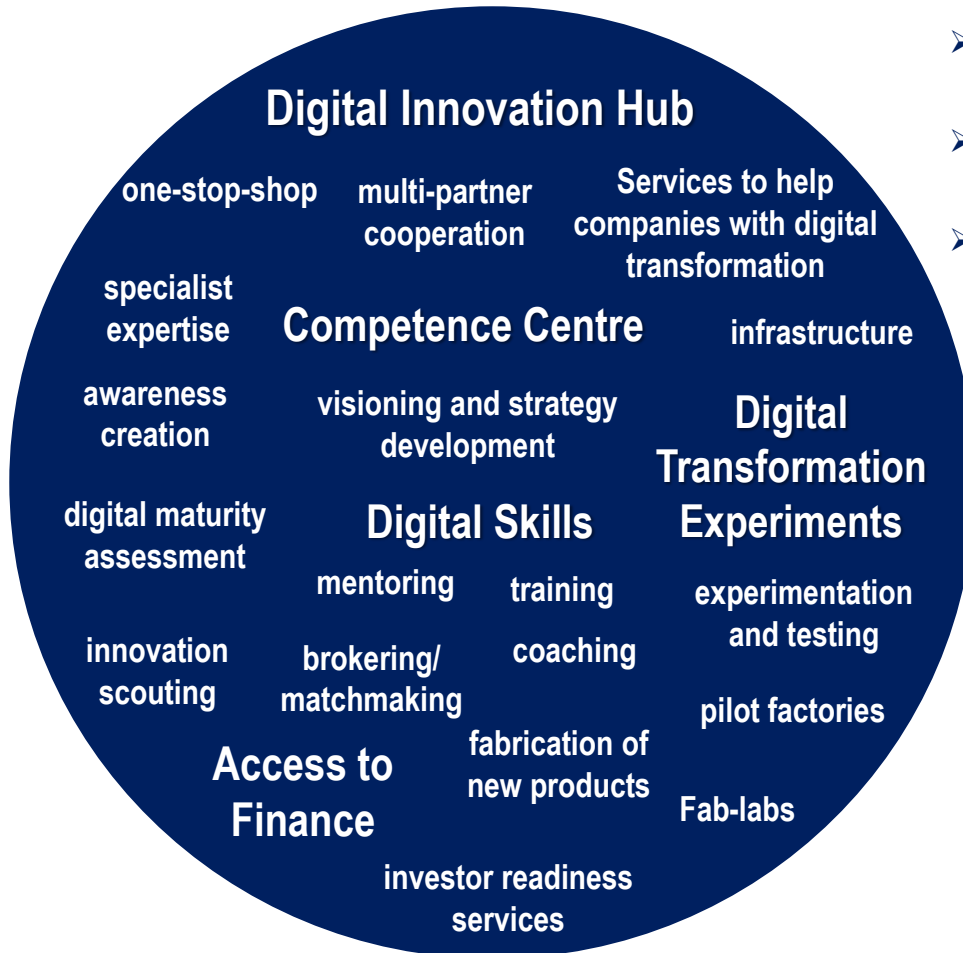 Digital Innovation Hub
one-stop-shop
multi-partner
cooperation
Services to help
companies with digital
transformation
specialist
expertise
Competence Centre
infrastructure
awareness
creation
visioning and strategy
development
Digital
Transformation
Experiments
digital maturity
assessment
Digital Skills
mentoring
training
experimentation
and testing
innovation
scouting
brokering/
matchmaking
coaching
pilot factories
Access to
Finance
fabrication of
new products
Fab-labs
investor readiness
services